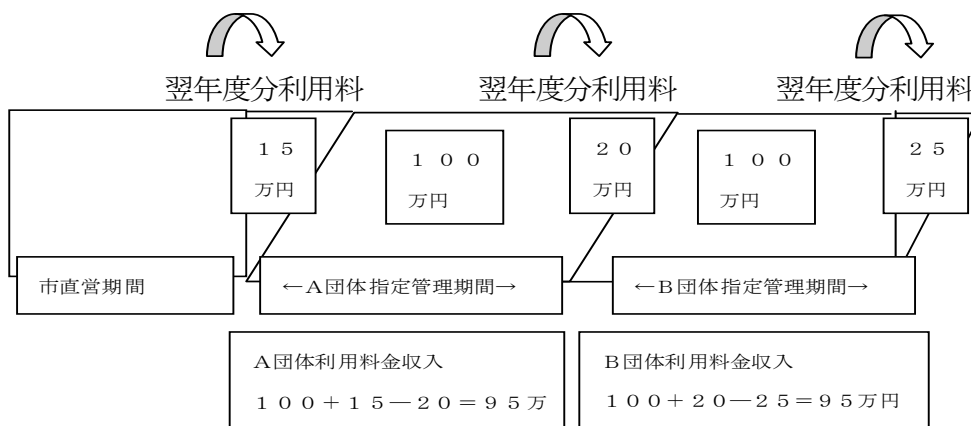 翌年度分利用料
翌年度分利用料
翌年度分利用料
１５
万円
１００
万円
２０
万円
１００
万円
２５
万円
市直営期間
←Ａ団体指定管理期間→
←Ｂ団体指定管理期間→
Ａ団体利用料金収入
１００＋１５―２０＝９５万
Ｂ団体利用料金収入
１００＋２０―２５＝９５万円